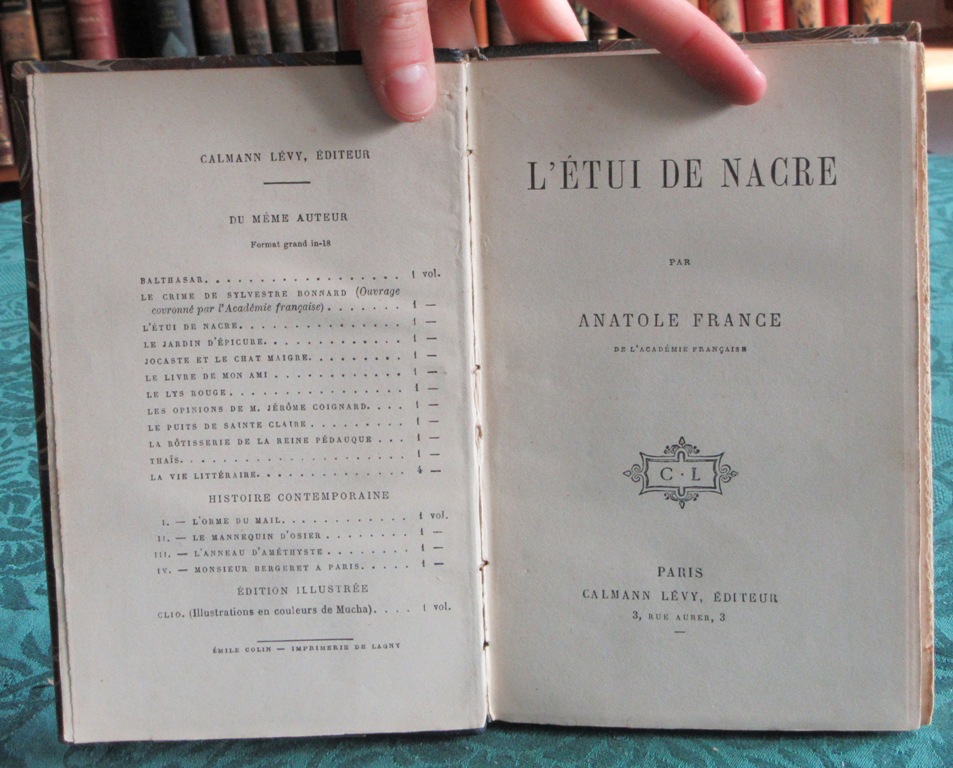 CALMANN LÉVY, ÉDITEUR
DU MÊME AUTEUR
Format grand in-18
BALTHASAR. . . . . . . . . . . . . . . . . . 1 vol.
LE CRIME DE SYLVESTRE BONNARD (Ouvrage
couronné par l'Académie française) . . . . . . . 1 —
L'ÉTUI DE NACRE. . . . . . . . . . . . . . . 1 —
LE JARDIN D'ÉPICURE. . . . . . . . . . . . . 1 —
JOCASTE ET LE CHAT MAIGRE. . . . . . . . . 1 —
LE LIVRE DE MON AMI . . . . . . . . . . . . 1 —
LE LYS ROUGE. . . . . . . . . . . . . . . . 1 —
LES OPINIONS DE M. JÉRÔME COIGNARD. . . . 1 —
LE PUITS DE SAINTE CLAIRE . . . . . . . . . 1 —
LA RÔTISSERIE DE LA REINE PÉDAUQUE . . . 1 —
THAÏS. . . . . . . . . . . . . . . . . . . . 1 —
LA VIE LITTÉRAIRE. . . . . . . . . . . . . . 4 —
HISTOIRE CONTEMPORAINE
I. — L'ORME DU MAIL. . . . . . . . . . . . 1 vol.
II. — LE MANNEQUIN D'OSIER . . . . . . . . 1 —
III. — L'ANNEAU D'AMÉTHYSTE . . . . . . . . 1 —
IV. — MONSIEUR BERGERET A PARIS. . . . . . 1 —
ÉDITION ILLUSTRÉE
CLIO. (Illustrations en couleurs de Mucha). . . . 1 vol.
ÉMILE COLIN — IMPRIMERIE DE LAGNY
L'ÉTUI DE NACRE
PAR
ANATOLE FRANCE
DE L'ACADÉMIE FRANÇAISE
C · L
PARIS
CALMANN LÉVY, ÉDITEUR
3, RUE AUBER, 3